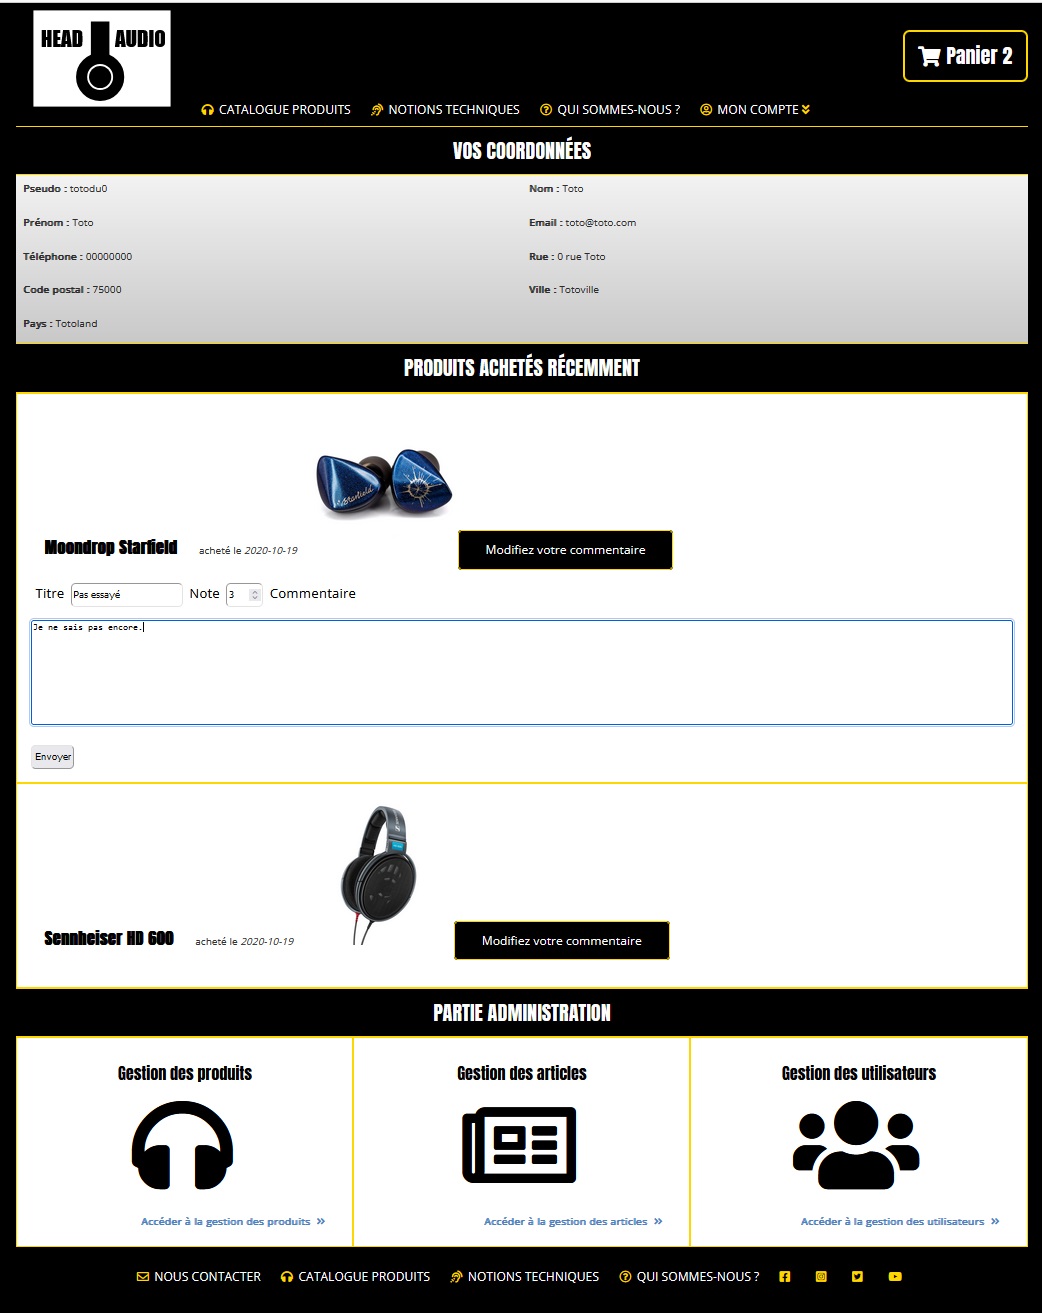 HEAD AUDIO
Panier 2
CATALOGUE PRODUITS NOTIONS TECHNIQUES QUI SOMMES-NOUS ? MON COMPTE
VOS COORDONNÉES
Pseudo : totodu0 Nom : Toto
Prénom : Toto Email : toto@toto.com
Téléphone : 00000000 Rue : 0 rue Toto
Code postal : 75000 Ville : Totoville
Pays : Totoland
PRODUITS ACHETÉS RÉCEMMENT
Starfield
Moondrop Starfield acheté le 2020-10-19 Modifiez votre commentaire
Titre Pas essayé Note 3 Commentaire
Je ne sais pas encore.
Envoyer
Sennheiser HD 600 acheté le 2020-10-19 Modifiez votre commentaire
PARTIE ADMINISTRATION
Gestion des produits Gestion des articles Gestion des utilisateurs
Accéder à la gestion des produits Accéder à la gestion des articles Accéder à la gestion des utilisateurs
NOUS CONTACTER CATALOGUE PRODUITS NOTIONS TECHNIQUES QUI SOMMES-NOUS ?